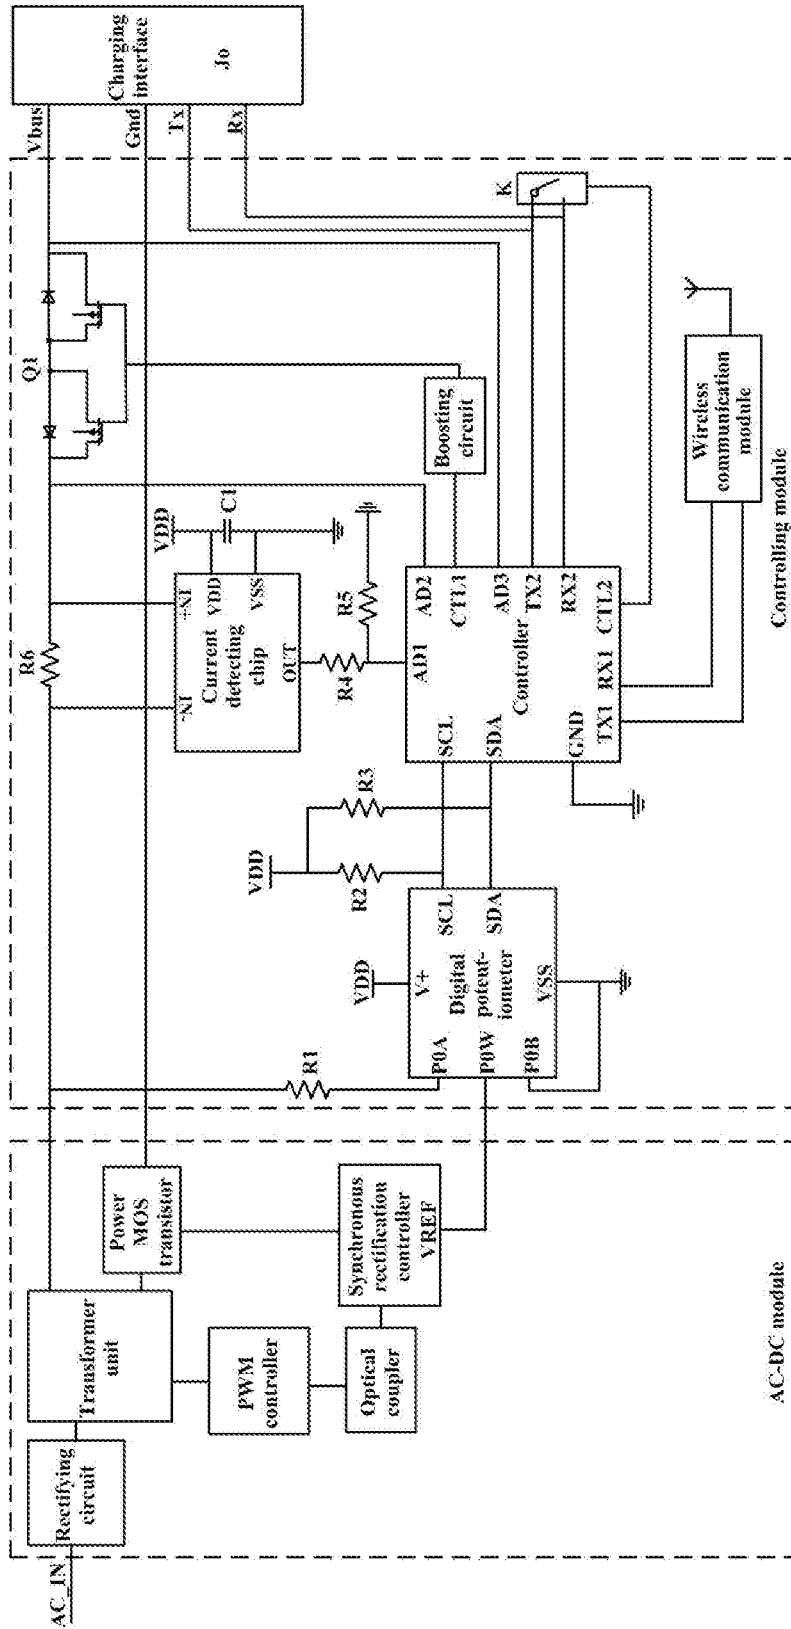 AC_IN
Rectifying
circuit
Transformer
unit
Power
MOS
transistor
PWM
controller
Optical
coupler
Synchronous
rectification
controller
VREF
AC-DC module
R1
VDD
V+
P0A
P0W
P0B
Digital
potent-
iometer
SCL
SDA
VSS
VDD
R2
R3
R6
IN-
IN+
Current
detecting
chip
VDD
VSS
OUT
VDD
C1
R4
R5
SCL
SDA
GND
AD1
Controller
AD2
CTL1
AD3
TX2
RX2
TX1
RX1
CTL2
Boosting
circuit
Q1
K
Wireless
communication
module
Controlling module
Vbus
Gnd
Tx
Rx
Charging
interface
Jo